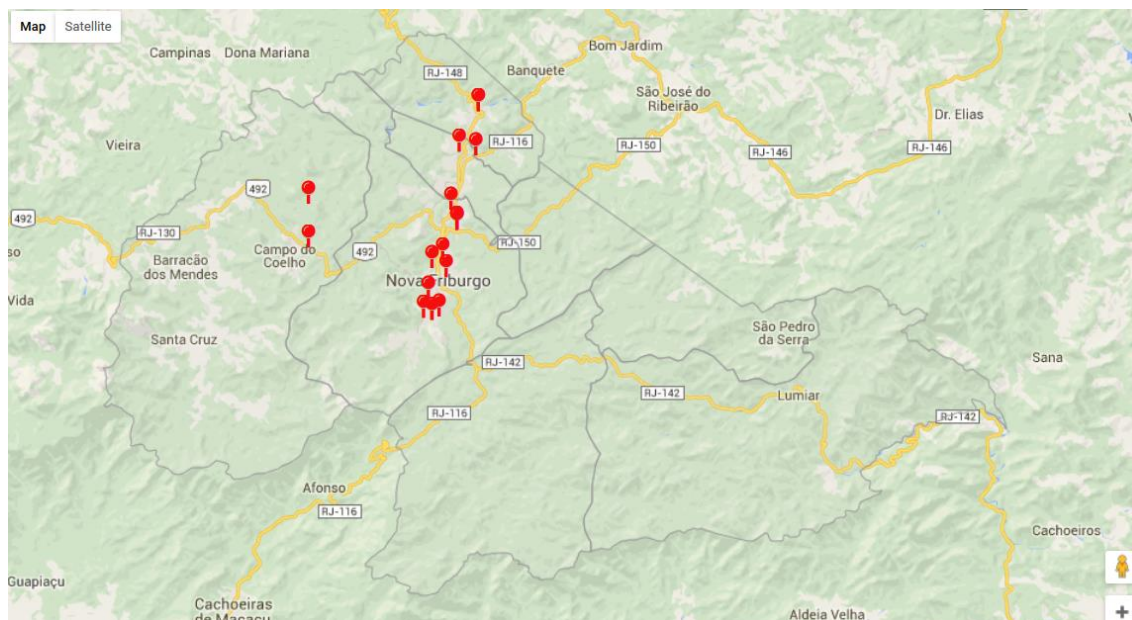 Map Satellite
Campinas
Dona Mariana
RJ-148
Banquete
Bom Jardim
São José do
Ribeirão
Dr. Elias
Vieira
RJ-116
RJ-150
RJ-146
RJ-146
492
492
RJ-130
Campo do
Coelho
492
RJ-150
so
Barracão
dos Mendes
Nova Friburgo
Vida
Santa Cruz
São Pedro
da Serra
Sana
RJ-142
RJ-142
Lumiar
RJ-116
RJ-142
Afonso
RJ-116
Cachoeiros
Guapiaçu
Cachoeiras
de Macacu
Aldeia Velha